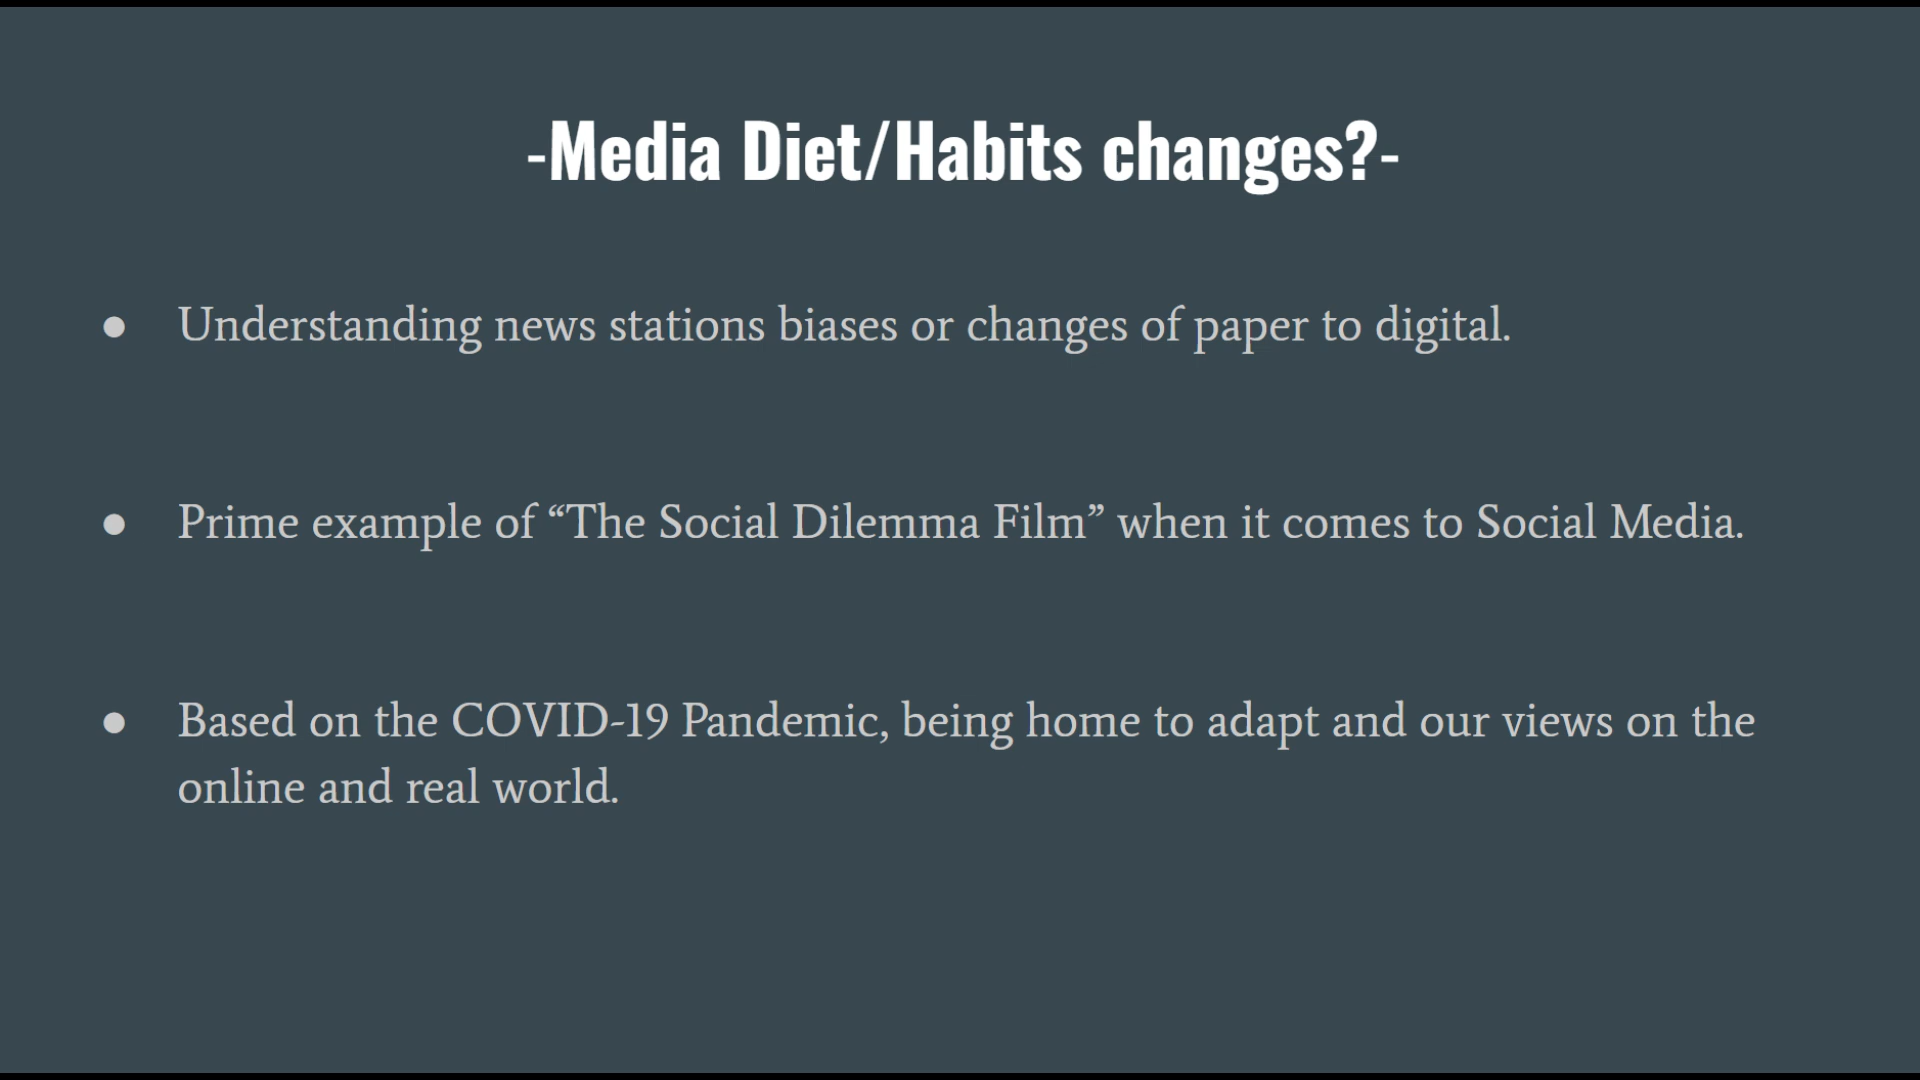 -Media Diet/Habits changes?-
● Understanding news stations biases or changes of paper to digital.
● Prime example of “The Social Dilemma Film” when it comes to Social Media.
● Based on the COVID-19 Pandemic, being home to adapt and our views on the
online and real world.